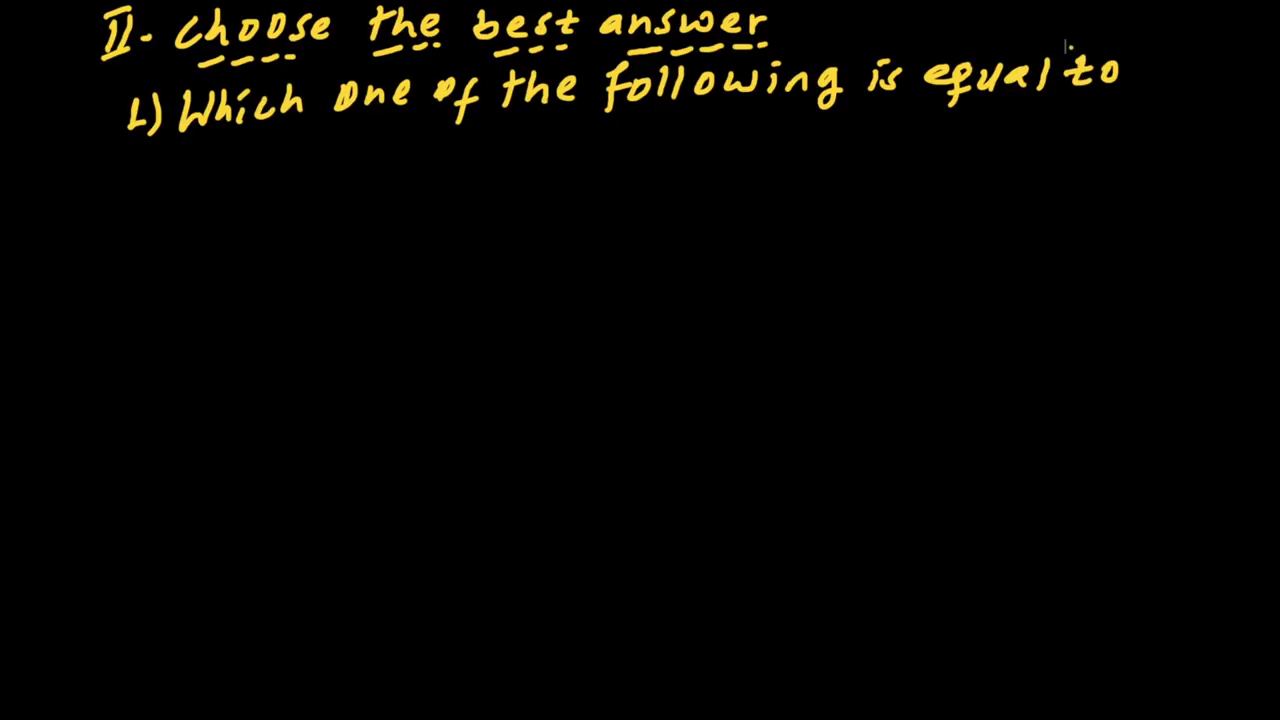 II. Choose the best answer
1) Which one of the following is equal to